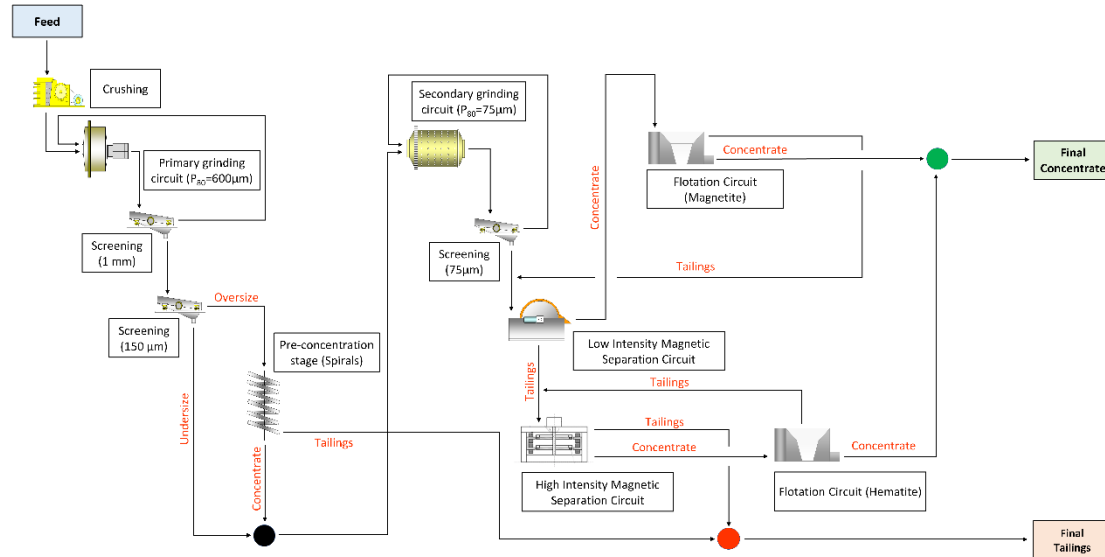 Feed
Crushing
Primary grinding
circuit (P80=600µm)
Screening
(1 mm)
Screening
(150 µm)
Oversize
Undersize
Pre-concentration
stage (Spirals)
Tailings
Concentrate
Secondary grinding
circuit (P80=75µm)
Screening
(75µm)
Concentrate
Low Intensity Magnetic
Separation Circuit
Tailings
Flotation Circuit
(Magnetite)
Concentrate
Tailings
High Intensity Magnetic
Separation Circuit
Tailings
Concentrate
Tailings
Flotation Circuit (Hematite)
Concentrate
Final
Concentrate
Final
Tailings